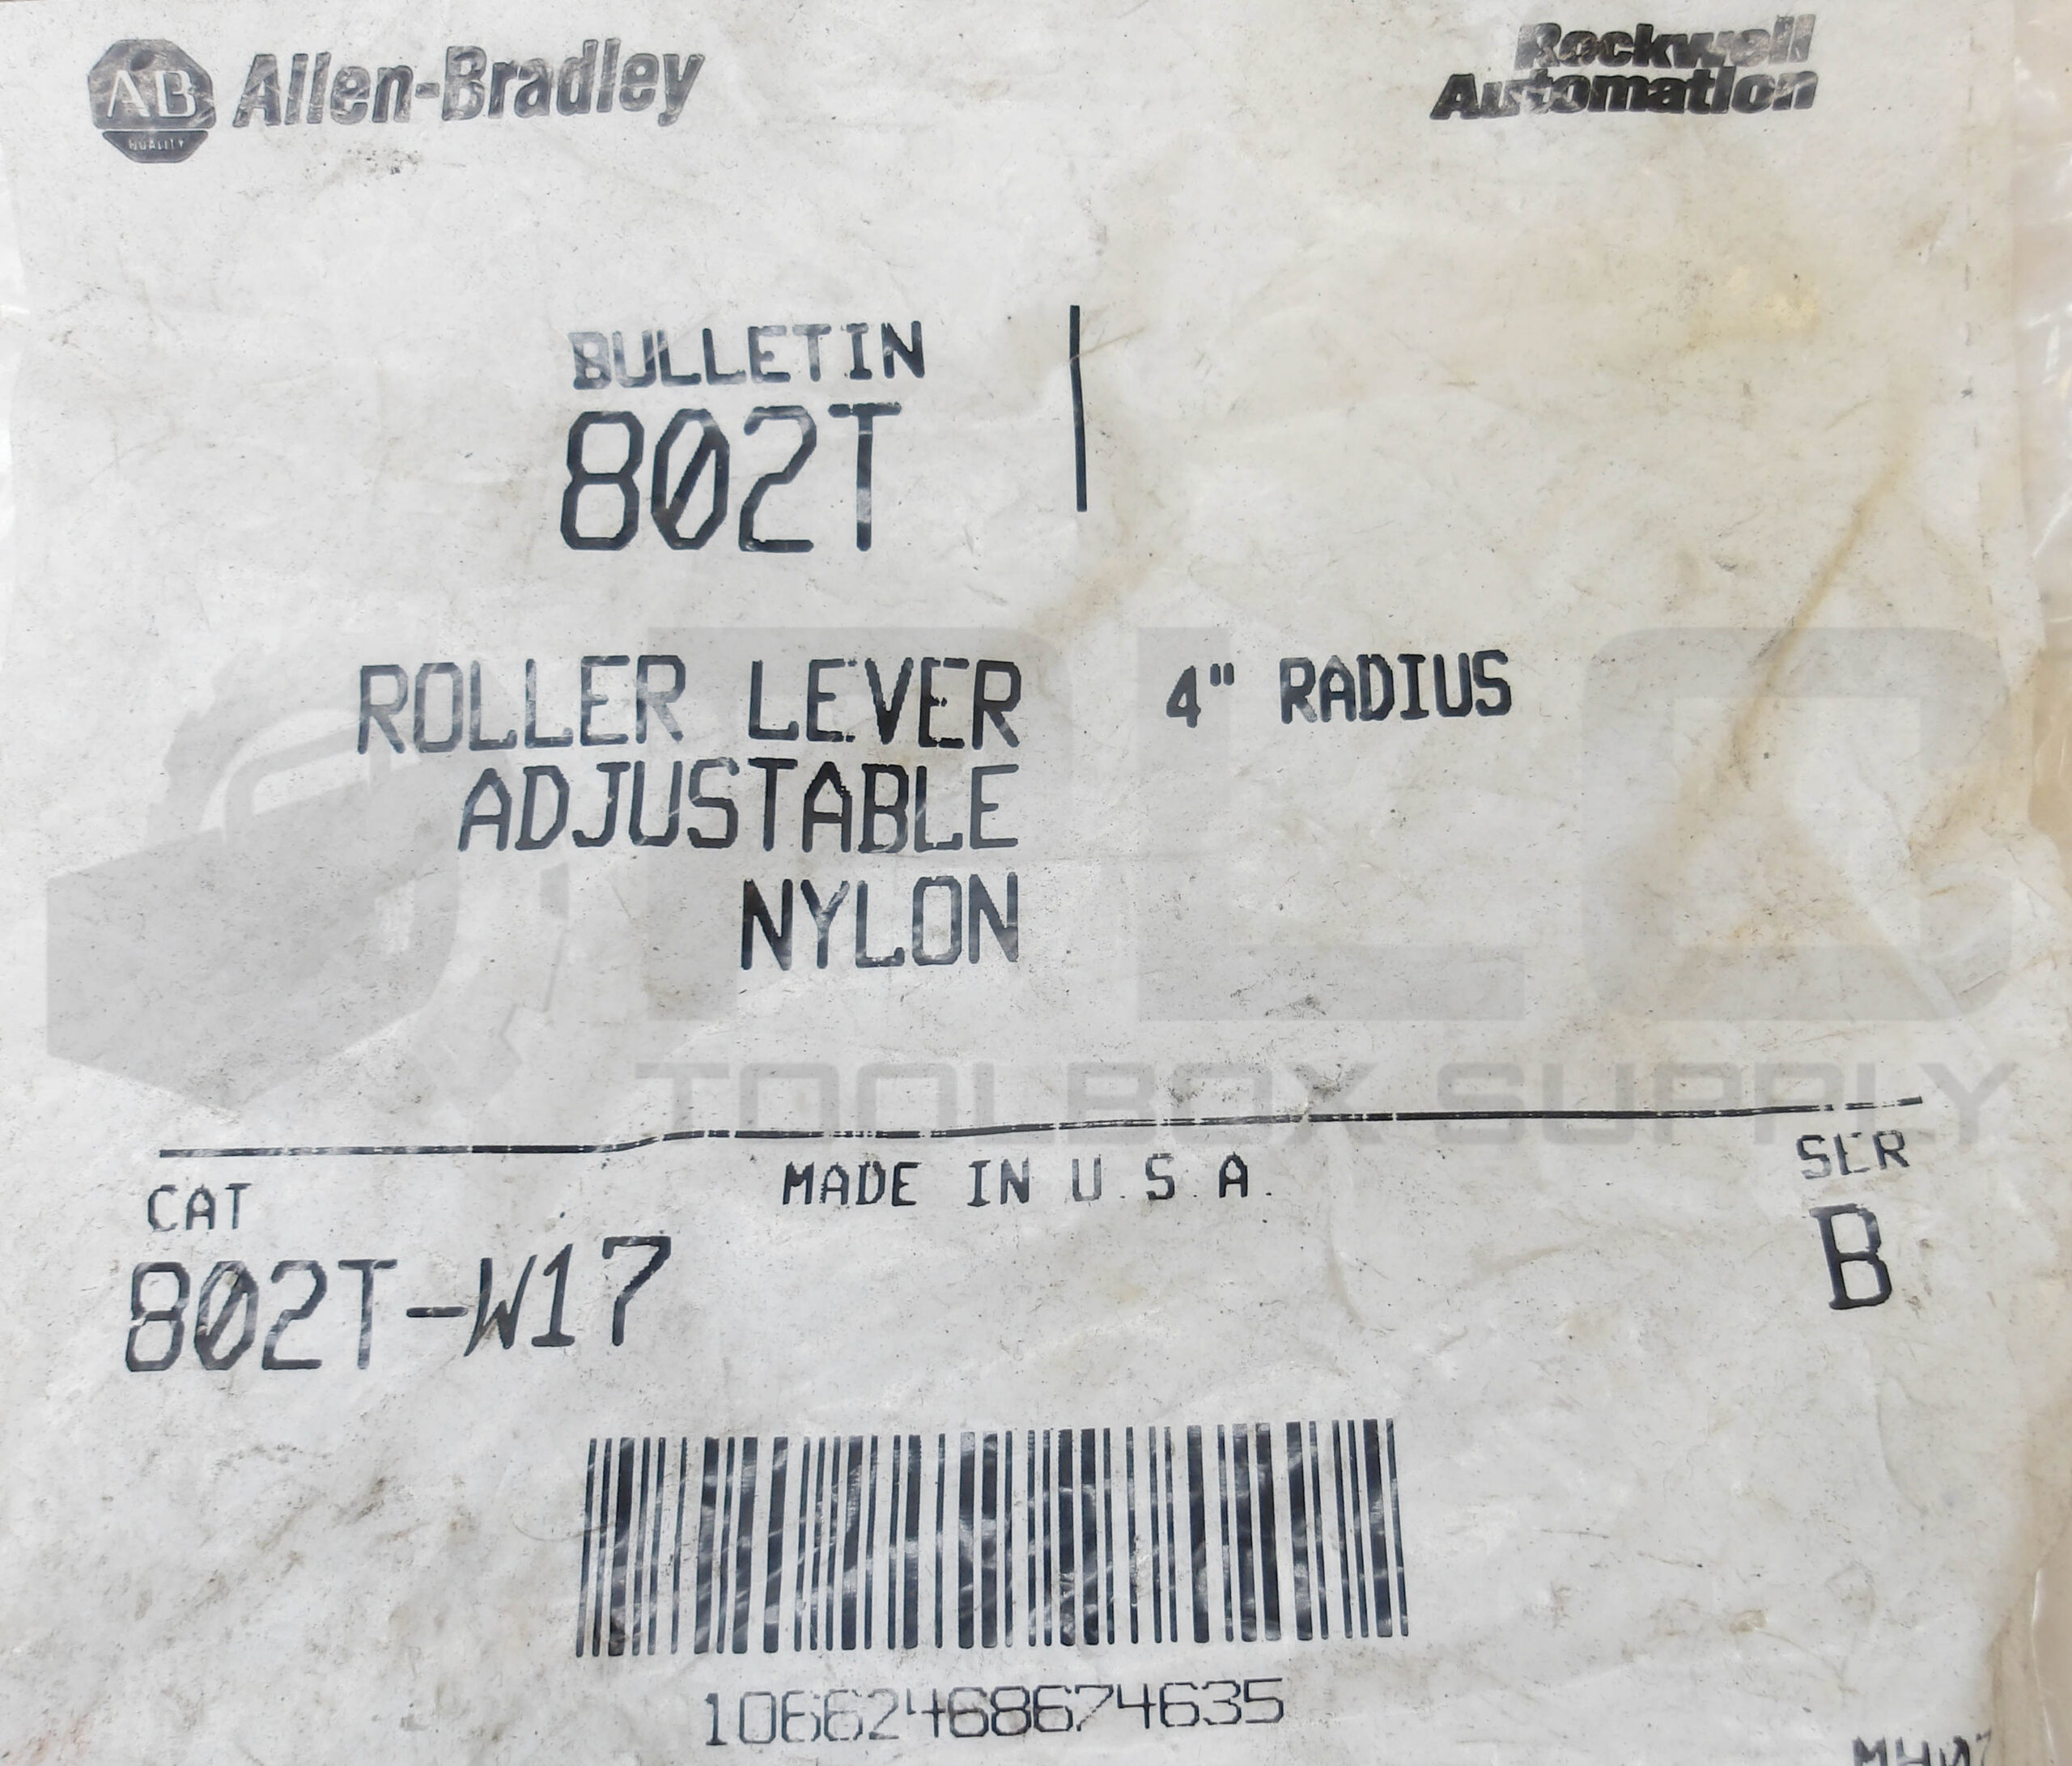 AB QUALITY Allen-Bradley
Rockwell
Automation
BULLETIN
802T
ROLLER LEVER 4" RADIUS
ADJUSTABLE
NYLON
PLC
TOOLBOX SUPPLY
MADE IN U.S.A.
CAT SER
802T-W17 B
10662468674635